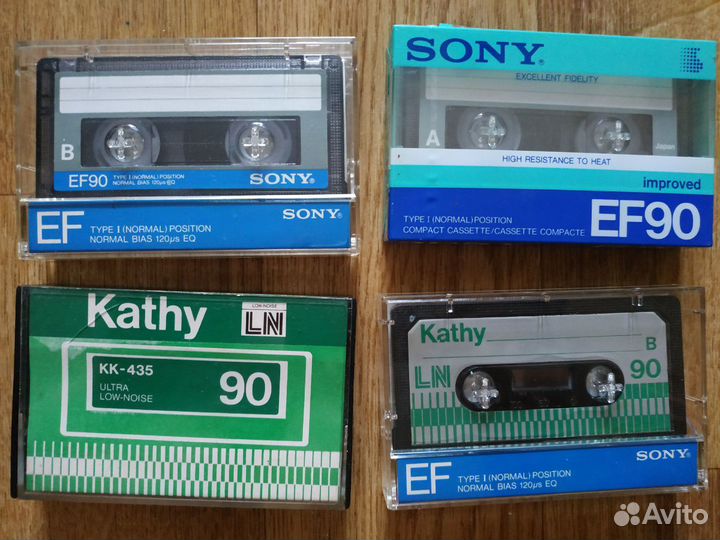 B
EF90 TYPE I (NORMAL) POSITION
NORMAL BIAS 120µs EQ
SONY
EF TYPE I (NORMAL) POSITION
NORMAL BIAS 120µs EQ
SONY
SONY
EXCELLENT FIDELITY
A
Japan
HIGH RESISTANCE TO HEAT
improved
TYPE I (NORMAL) POSITION
COMPACT CASSETTE/CASSETTE COMPACTE
EF90
Kathy
LOW-NOISE
LN
KK-435
ULTRA
LOW-NOISE
90
Kathy
B
LN
90
EF TYPE I (NORMAL) POSITION
NORMAL BIAS 120µs EQ
SONY
Avito